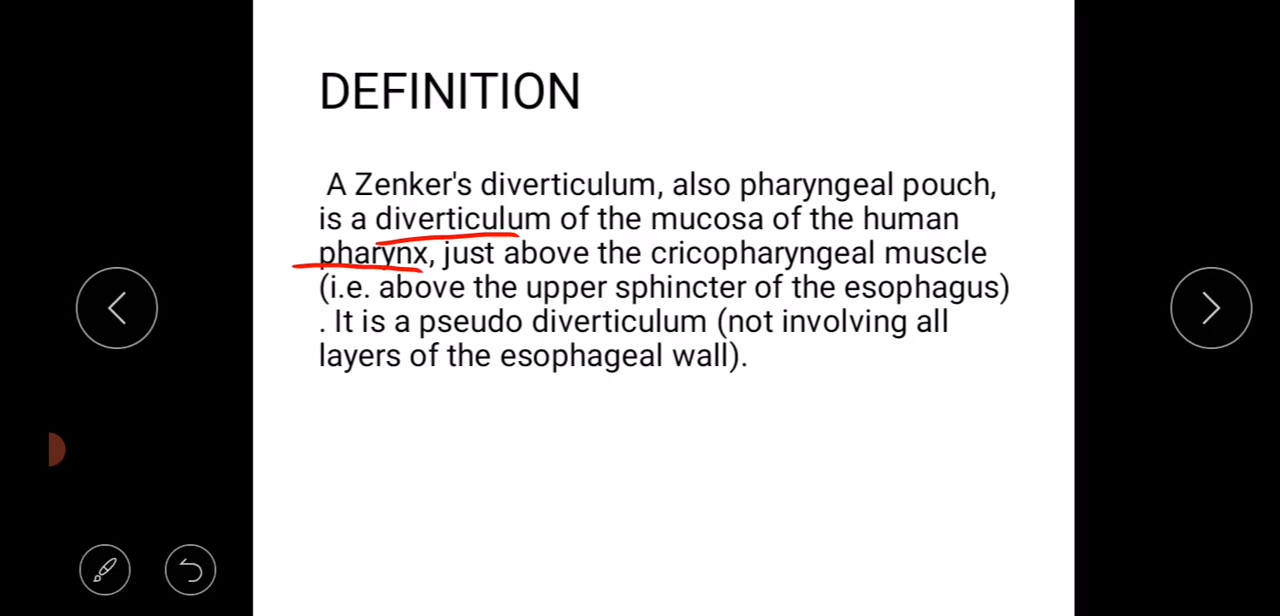 DEFINITION
A Zenker's diverticulum, also pharyngeal pouch,
is a diverticulum of the mucosa of the human
pharynx, just above the cricopharyngeal muscle
(i.e. above the upper sphincter of the esophagus)
. It is a pseudo diverticulum (not involving all
layers of the esophageal wall).